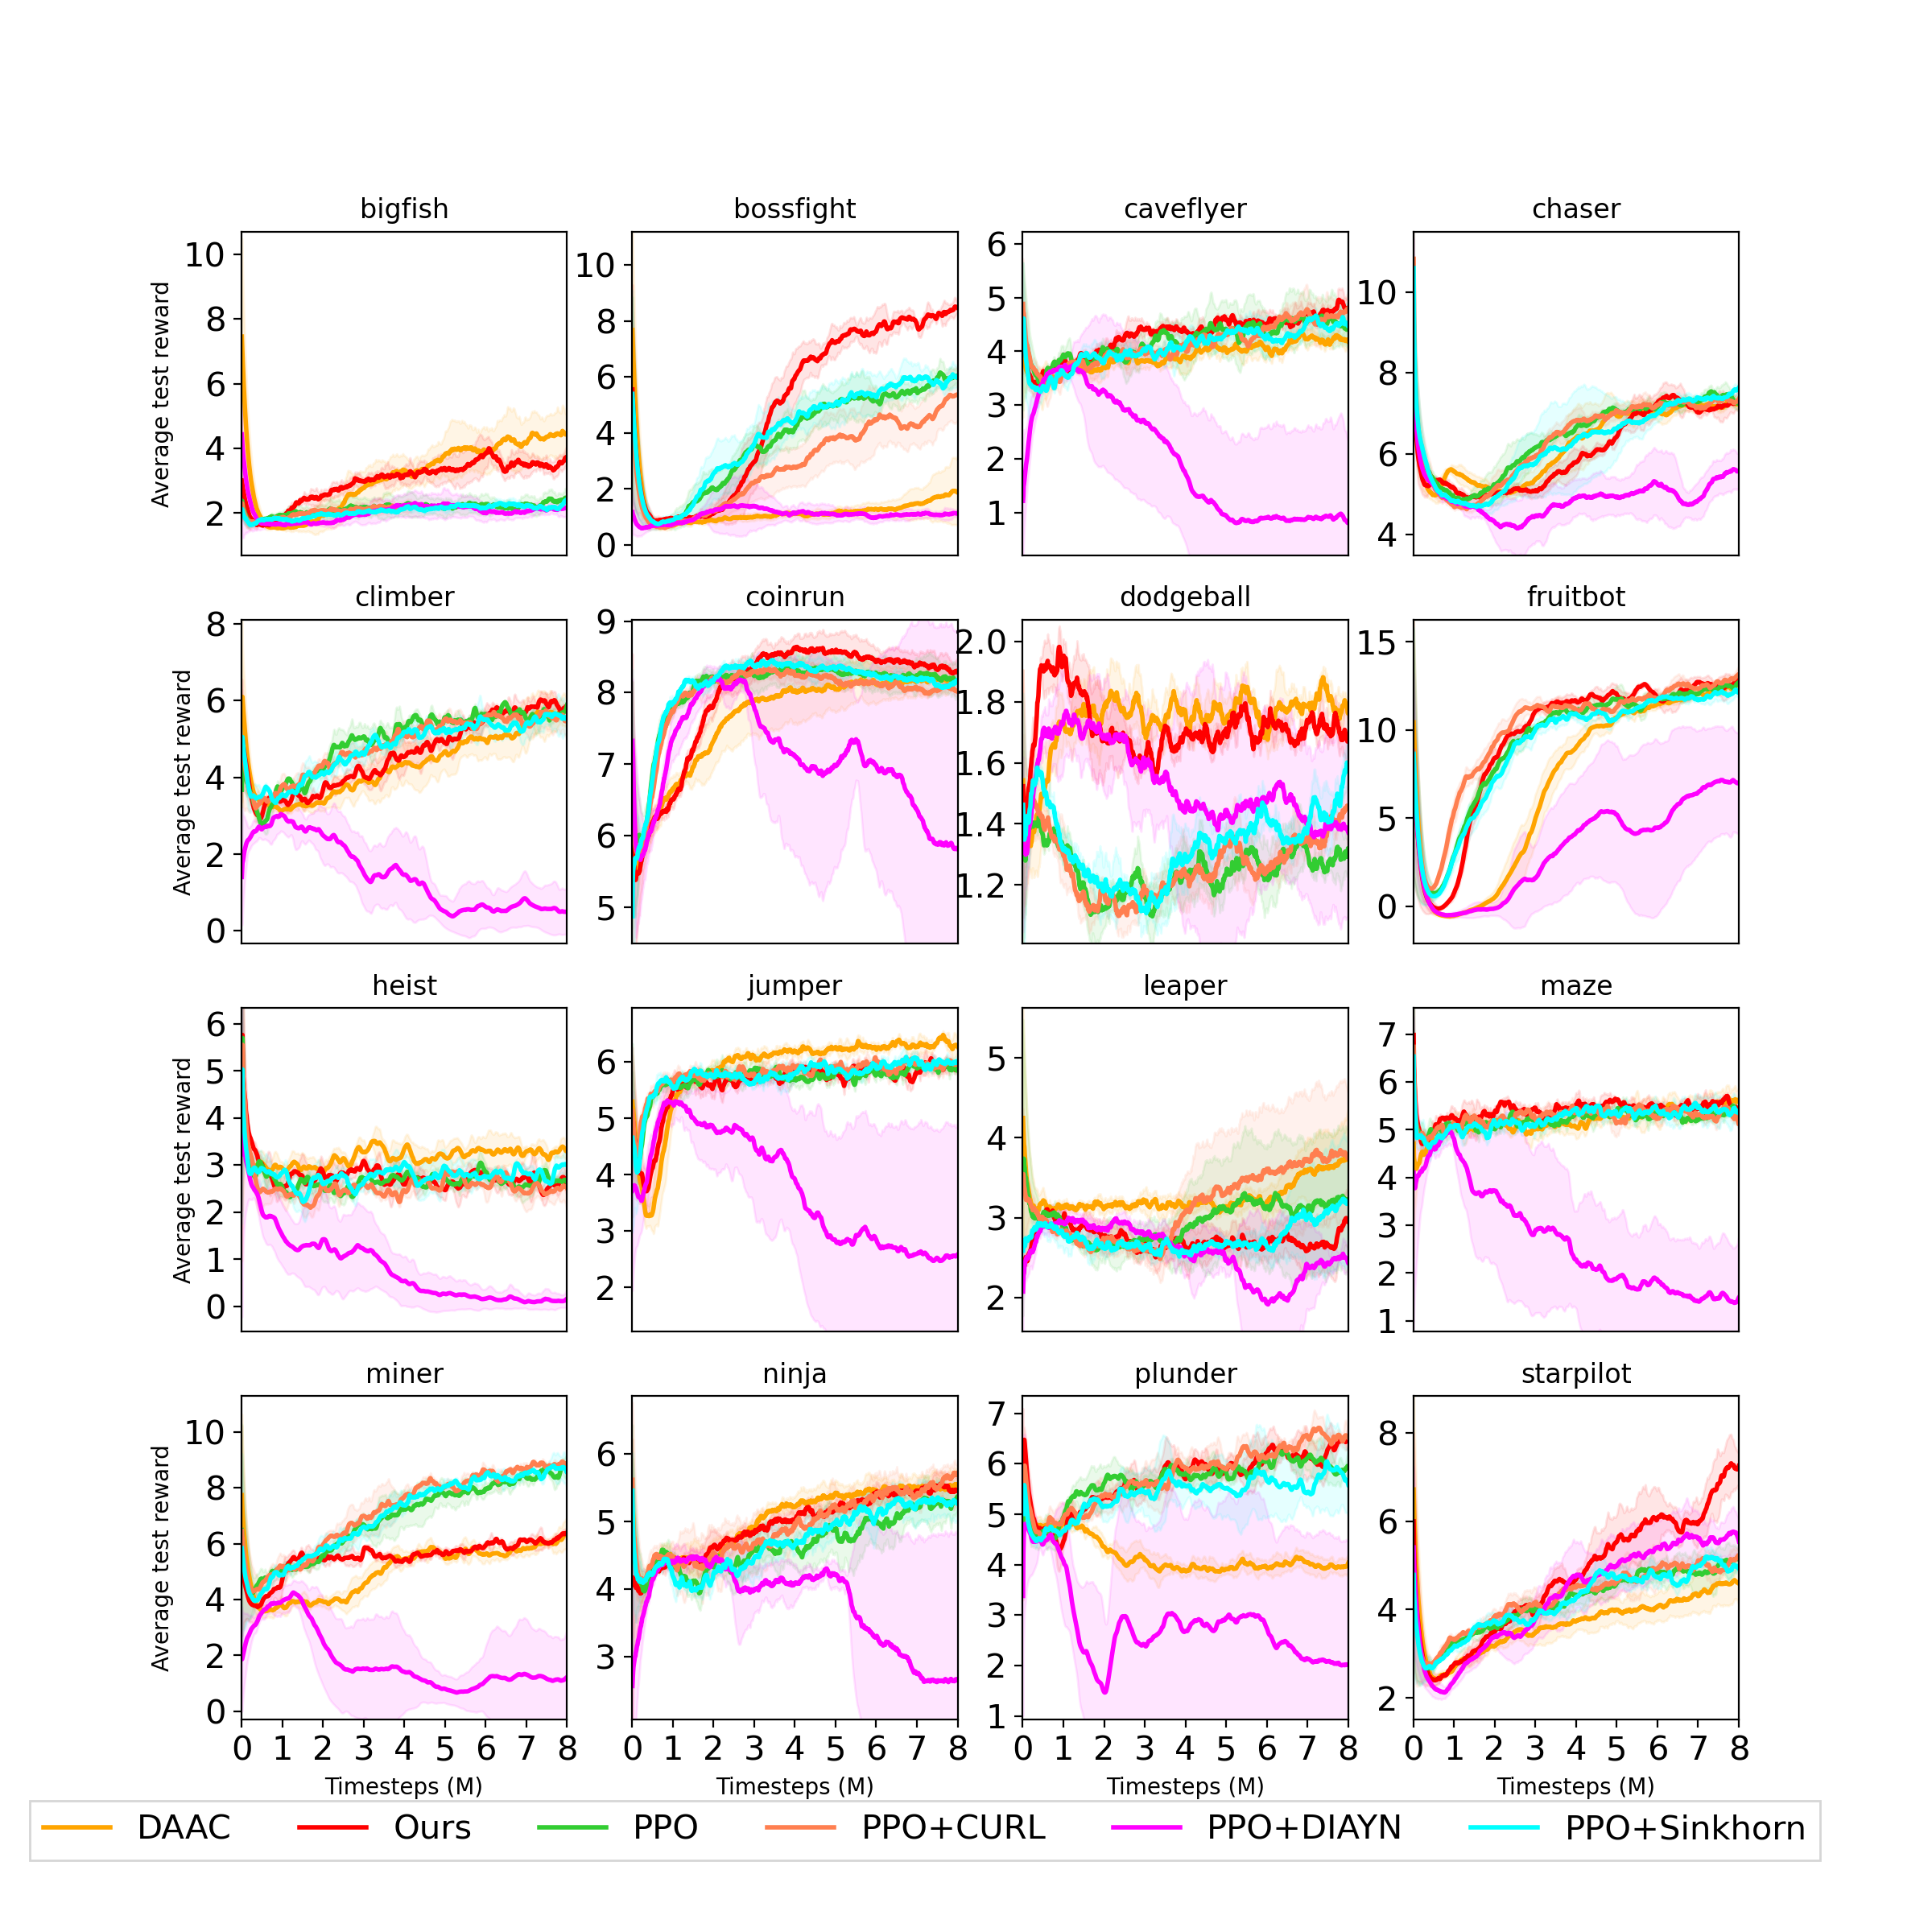 bigfish bossfight caveflyer chaser
Average test reward
10 8 6 4 2
10 8 6 4 2 0
6 5 4 3 2 1
10 8 6 4
climber coinrun dodgeball fruitbot
Average test reward
8 6 4 2 0
9 8 7 6 5
2.0 1.8 1.6 1.4 1.2
15 10 5 0
heist jumper leaper maze
Average test reward
6 5 4 3 2 1 0
6 5 4 3 2
5 4 3 2
7 6 5 4 3 2 1
miner ninja plunder starpilot
Average test reward
10 8 6 4 2 0
6 5 4 3
7 6 5 4 3 2 1
8 6 4 2
0 1 2 3 4 5 6 7 8 0 1 2 3 4 5 6 7 8 0 1 2 3 4 5 6 7 8 0 1 2 3 4 5 6 7 8
Timesteps (M) Timesteps (M) Timesteps (M) Timesteps (M)
DAAC Ours PPO PPO+CURL PPO+DIAYN PPO+Sinkhorn